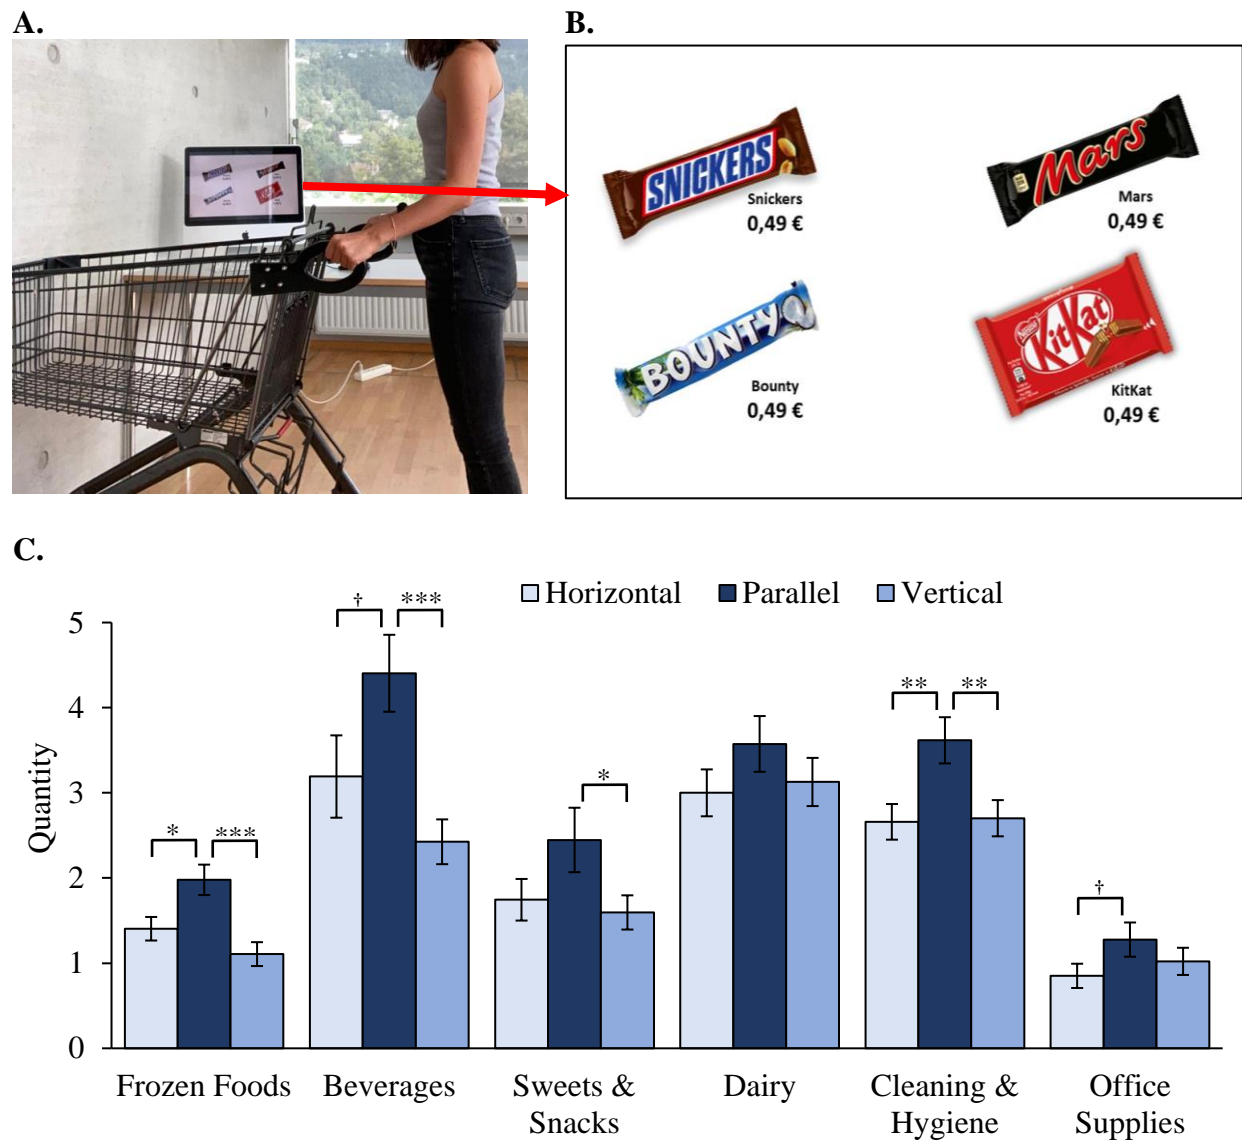 A.
B.
SNICKERS
Snickers
0,49 €
Mars
Mars
0,49 €
BOUNTY
Bounty
0,49 €
Nestle
KitKat
KitKat
0,49 €
C.
Horizontal Parallel Vertical
Quantity
5
4
3
2
1
0
* ***
† ***
*
** **
†
Frozen Foods
Beverages
Sweets &
Snacks
Dairy
Cleaning &
Hygiene
Office
Supplies